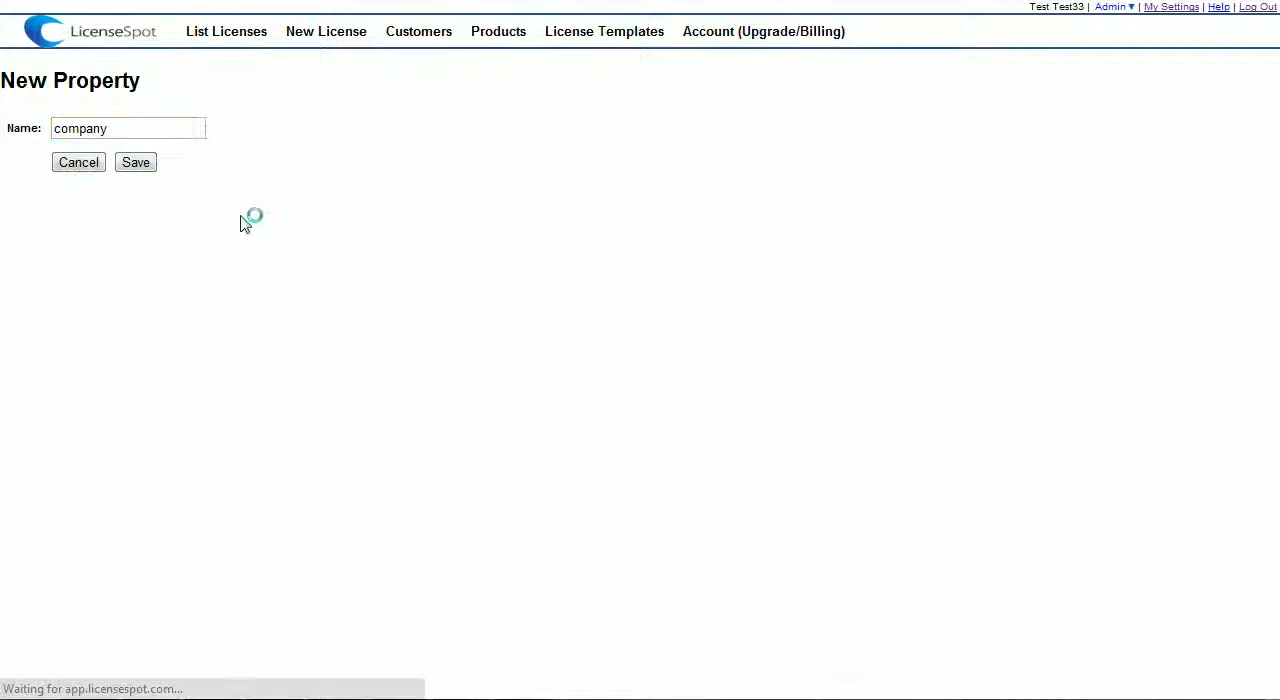 Test Test33 | Admin ▼ | My Settings | Help | Log Out
LicenseSpot List Licenses New License Customers Products License Templates Account (Upgrade/Billing)
New Property
Name: company
Cancel Save
Waiting for app.licensespot.com...